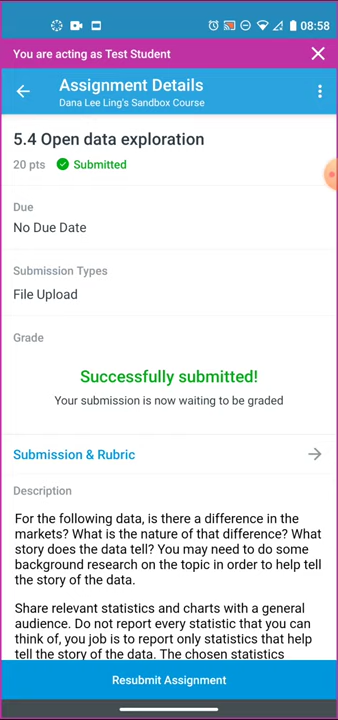 08:58
You are acting as Test Student
Assignment Details
Dana Lee Ling's Sandbox Course
5.4 Open data exploration
20 pts Submitted
Due
No Due Date
Submission Types
File Upload
Grade
Successfully submitted!
Your submission is now waiting to be graded
Submission & Rubric
Description
For the following data, is there a difference in the
markets? What is the nature of that difference? What
story does the data tell? You may need to do some
background research on the topic in order to help tell
the story of the data.
Share relevant statistics and charts with a general
audience. Do not report every statistic that you can
think of, you job is to report only statistics that help
tell the story of the data. The chosen statistics
Resubmit Assignment